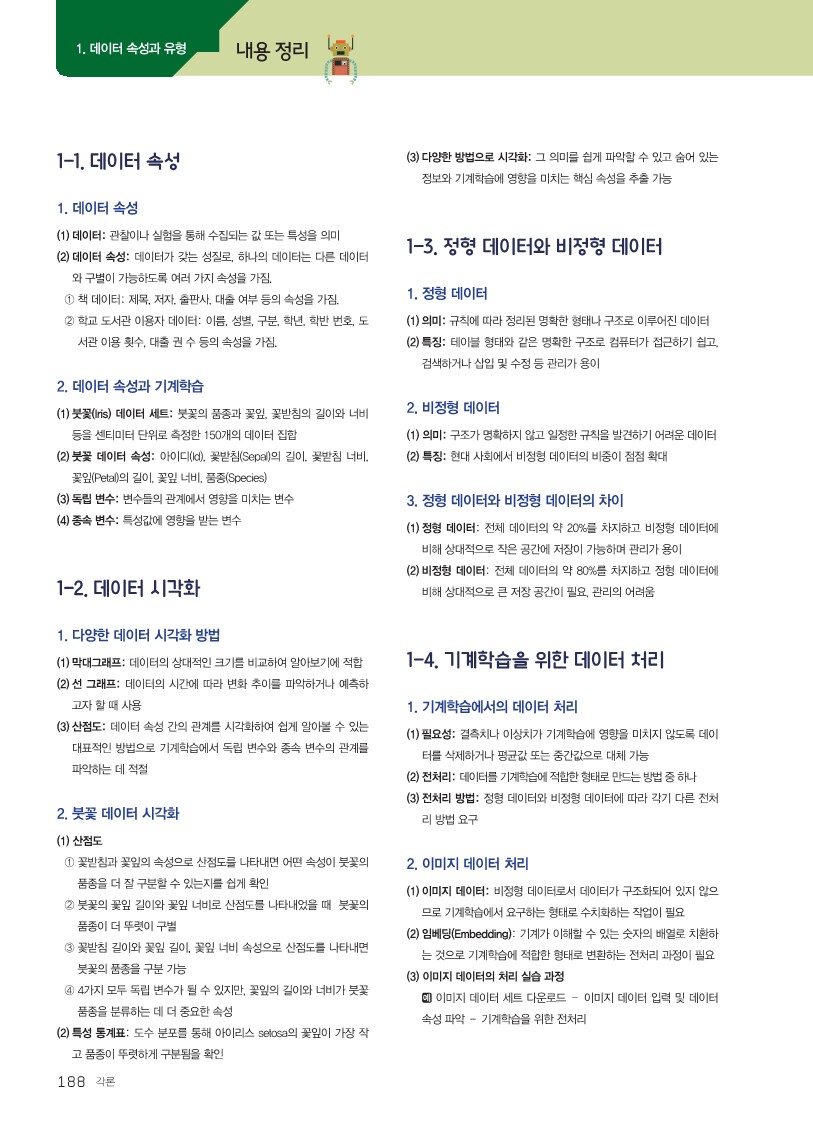 1. 데이터 속성과 유형
내용 정리
1-1. 데이터 속성
1. 데이터 속성
(1) 데이터: 관찰이나 실험을 통해 수집되는 값 또는 특성을 의미
(2) 데이터 속성: 데이터가 갖는 성질로, 하나의 데이터는 다른 데이터
와 구별이 가능하도록 여러 가지 속성을 가짐.
① 책 데이터: 제목, 저자, 출판사, 대출 여부 등의 속성을 가짐.
② 학교 도서관 이용자 데이터: 이름, 성별, 구분, 학년, 학반 번호, 도
서관 이용 횟수, 대출 권 수 등의 속성을 가짐.
2. 데이터 속성과 기계학습
(1) 붓꽃(Iris) 데이터 세트: 붓꽃의 품종과 꽃잎, 꽃받침의 길이와 너비
등을 센티미터 단위로 측정한 150개의 데이터 집합
(2) 붓꽃 데이터 속성: 아이디(Id), 꽃받침(Sepal)의 길이, 꽃받침 너비,
꽃잎(Petal)의 길이, 꽃잎 너비, 품종(Species)
(3) 독립 변수: 변수들의 관계에서 영향을 미치는 변수
(4) 종속 변수: 특성값에 영향을 받는 변수
1-2. 데이터 시각화
1. 다양한 데이터 시각화 방법
(1) 막대그래프: 데이터의 상대적인 크기를 비교하여 알아보기에 적합
(2) 선 그래프: 데이터의 시간에 따라 변화 추이를 파악하거나 예측하
고자 할 때 사용
(3) 산점도: 데이터 속성 간의 관계를 시각화하여 쉽게 알아볼 수 있는
대표적인 방법으로 기계학습에서 독립 변수와 종속 변수의 관계를
파악하는 데 적절
2. 붓꽃 데이터 시각화
(1) 산점도
① 꽃받침과 꽃잎의 속성으로 산점도를 나타내면 어떤 속성이 붓꽃의
품종을 더 잘 구분할 수 있는지를 쉽게 확인
② 붓꽃의 꽃잎 길이와 꽃잎 너비로 산점도를 나타내었을 때 붓꽃의
품종이 더 뚜렷이 구별
③ 꽃받침 길이와 꽃잎 길이, 꽃잎 너비 속성으로 산점도를 나타내면
붓꽃의 품종을 구분 가능
④ 4가지 모두 독립 변수가 될 수 있지만, 꽃잎의 길이와 너비가 붓꽃
품종을 분류하는 데 더 중요한 속성
(2) 특성 통계표: 도수 분포를 통해 아이리스 setosa의 꽃잎이 가장 작
고 품종이 뚜렷하게 구분됨을 확인
(3) 다양한 방법으로 시각화: 그 의미를 쉽게 파악할 수 있고 숨어 있는
정보와 기계학습에 영향을 미치는 핵심 속성을 추출 가능
1-3. 정형 데이터와 비정형 데이터
1. 정형 데이터
(1) 의미: 규칙에 따라 정리된 명확한 형태나 구조로 이루어진 데이터
(2) 특징: 테이블 형태와 같은 명확한 구조로 컴퓨터가 접근하기 쉽고,
검색하거나 삽입 및 수정 등 관리가 용이
2. 비정형 데이터
(1) 의미: 구조가 명확하지 않고 일정한 규칙을 발견하기 어려운 데이터
(2) 특징: 현대 사회에서 비정형 데이터의 비중이 점점 확대
3. 정형 데이터와 비정형 데이터의 차이
(1) 정형 데이터: 전체 데이터의 약 20%를 차지하고 비정형 데이터에
비해 상대적으로 작은 공간에 저장이 가능하며 관리가 용이
(2) 비정형 데이터: 전체 데이터의 약 80%를 차지하고 정형 데이터에
비해 상대적으로 큰 저장 공간이 필요, 관리의 어려움
1-4. 기계학습을 위한 데이터 처리
1. 기계학습에서의 데이터 처리
(1) 필요성: 결측치나 이상치가 기계학습에 영향을 미치지 않도록 데이
터를 삭제하거나 평균값 또는 중간값으로 대체 가능
(2) 전처리: 데이터를 기계학습에 적합한 형태로 만드는 방법 중 하나
(3) 전처리 방법: 정형 데이터와 비정형 데이터에 따라 각기 다른 전처
리 방법 요구
2. 이미지 데이터 처리
(1) 이미지 데이터: 비정형 데이터로서 데이터가 구조화되어 있지 않으
므로 기계학습에서 요구하는 형태로 수치화하는 작업이 필요
(2) 임베딩(Embedding): 기계가 이해할 수 있는 숫자의 배열로 치환하
는 것으로 기계학습에 적합한 형태로 변환하는 전처리 과정이 필요
(3) 이미지 데이터의 처리 실습 과정
예 이미지 데이터 세트 다운로드 - 이미지 데이터 입력 및 데이터
속성 파악 - 기계학습을 위한 전처리
188 각론